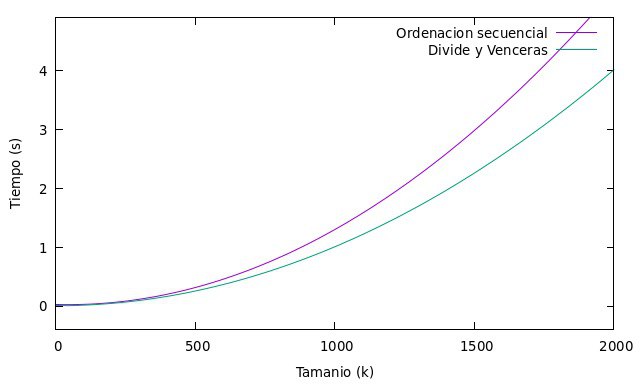 Ordenacion secuencial
Divide y Venceras
4
3
2
1
0
Tiempo (s)
0 500 1000 1500 2000
Tamanio (k)